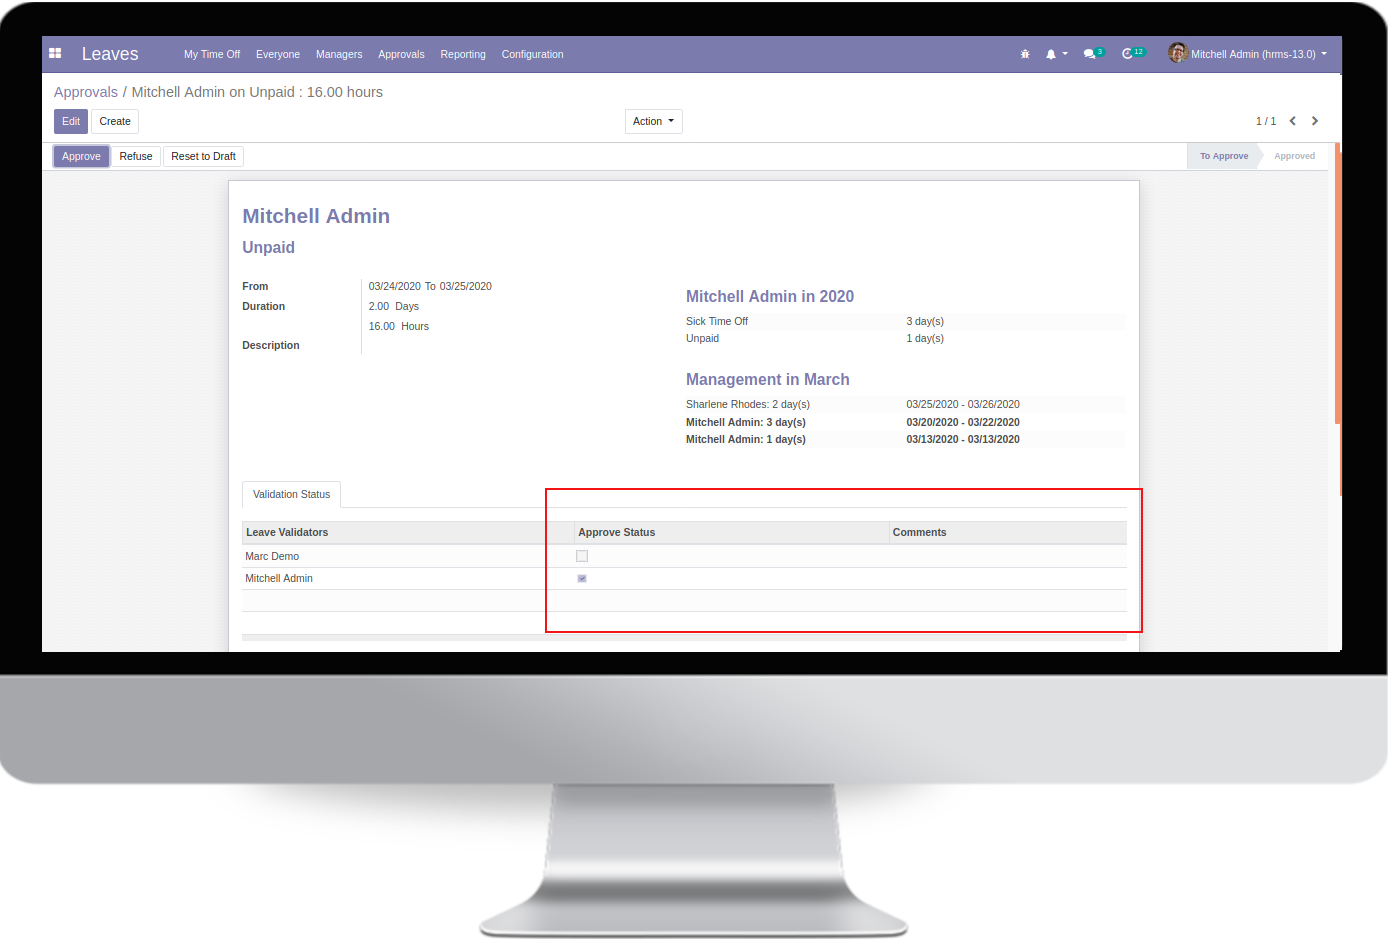 Leaves My Time Off Everyone Managers Approvals Reporting Configuration 3 12 Mitchell Admin (hrms-13.0)
Approvals / Mitchell Admin on Unpaid : 16.00 hours
Edit Create Action 1 / 1
Approve Refuse Reset to Draft To Approve Approved
Mitchell Admin
Unpaid
From 03/24/2020 To 03/25/2020
Duration 2.00 Days
16.00 Hours
Description
Mitchell Admin in 2020
Sick Time Off 3 day(s)
Unpaid 1 day(s)
Management in March
Sharlene Rhodes: 2 day(s) 03/25/2020 - 03/26/2020
Mitchell Admin: 3 day(s) 03/20/2020 - 03/22/2020
Mitchell Admin: 1 day(s) 03/13/2020 - 03/13/2020
Validation Status
Leave Validators Approve Status Comments
Marc Demo
Mitchell Admin